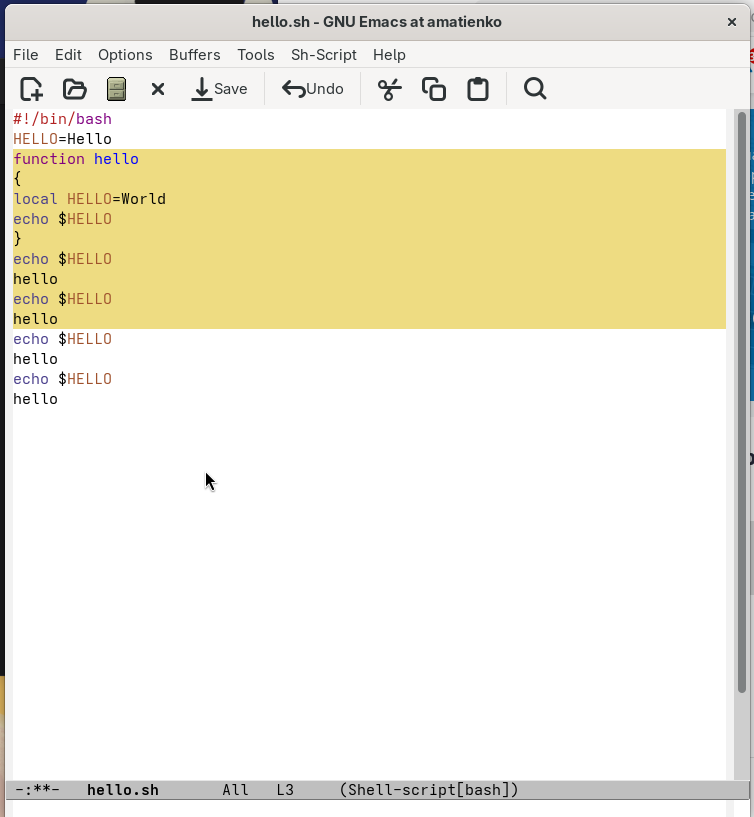 hello.sh - GNU Emacs at amatienko
File Edit Options Buffers Tools Sh-Script Help
Save Undo
#!/bin/bash
HELLO=Hello
function hello
{
local HELLO=World
echo $HELLO
}
echo $HELLO
hello
echo $HELLO
hello
echo $HELLO
hello
echo $HELLO
hello
-:**- hello.sh All L3 (Shell-script[bash])